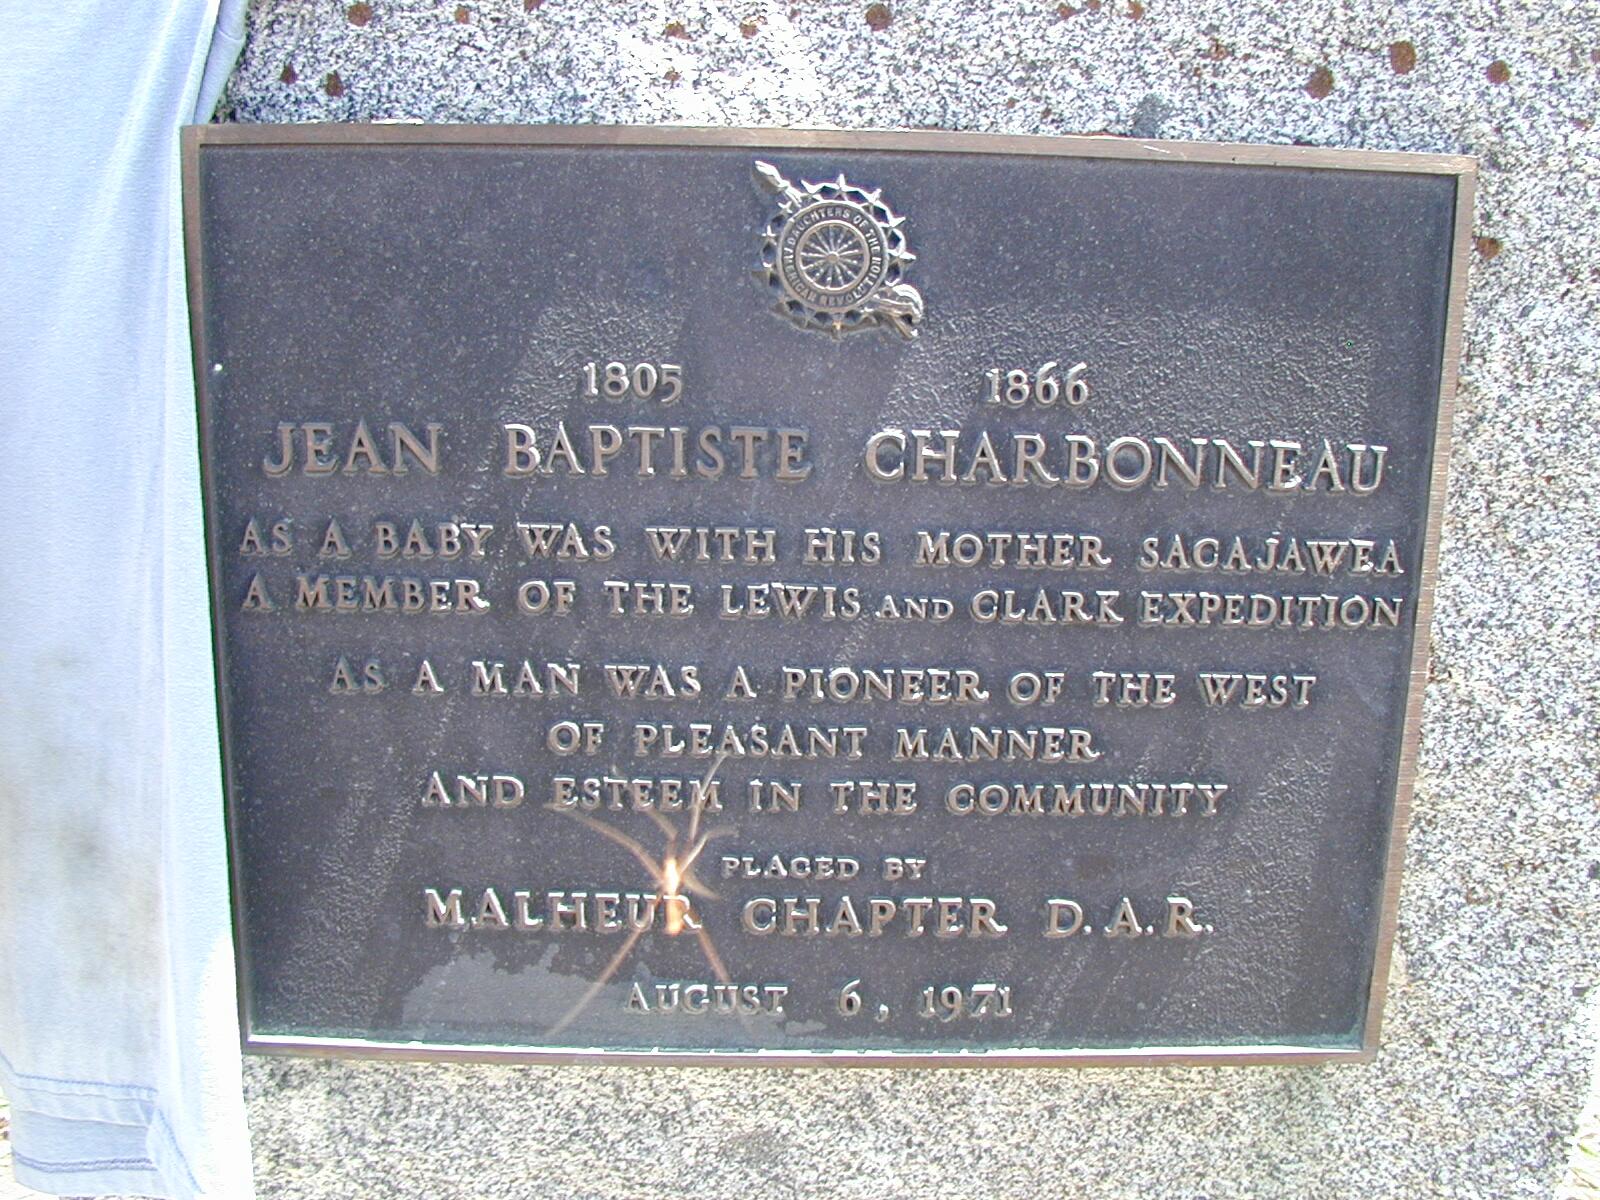 DAUGHTERS OF THE AMERICAN REVOLUTION
1805 1866
JEAN BAPTISTE CHARBONNEAU
AS A BABY WAS WITH HIS MOTHER SACAJAWEA
A MEMBER OF THE LEWIS AND CLARK EXPEDITION
AS A MAN WAS A PIONEER OF THE WEST
OF PLEASANT MANNER
AND ESTEEM IN THE COMMUNITY
PLACED BY
MALHEUR CHAPTER D.A.R.
AUGUST 6, 1971